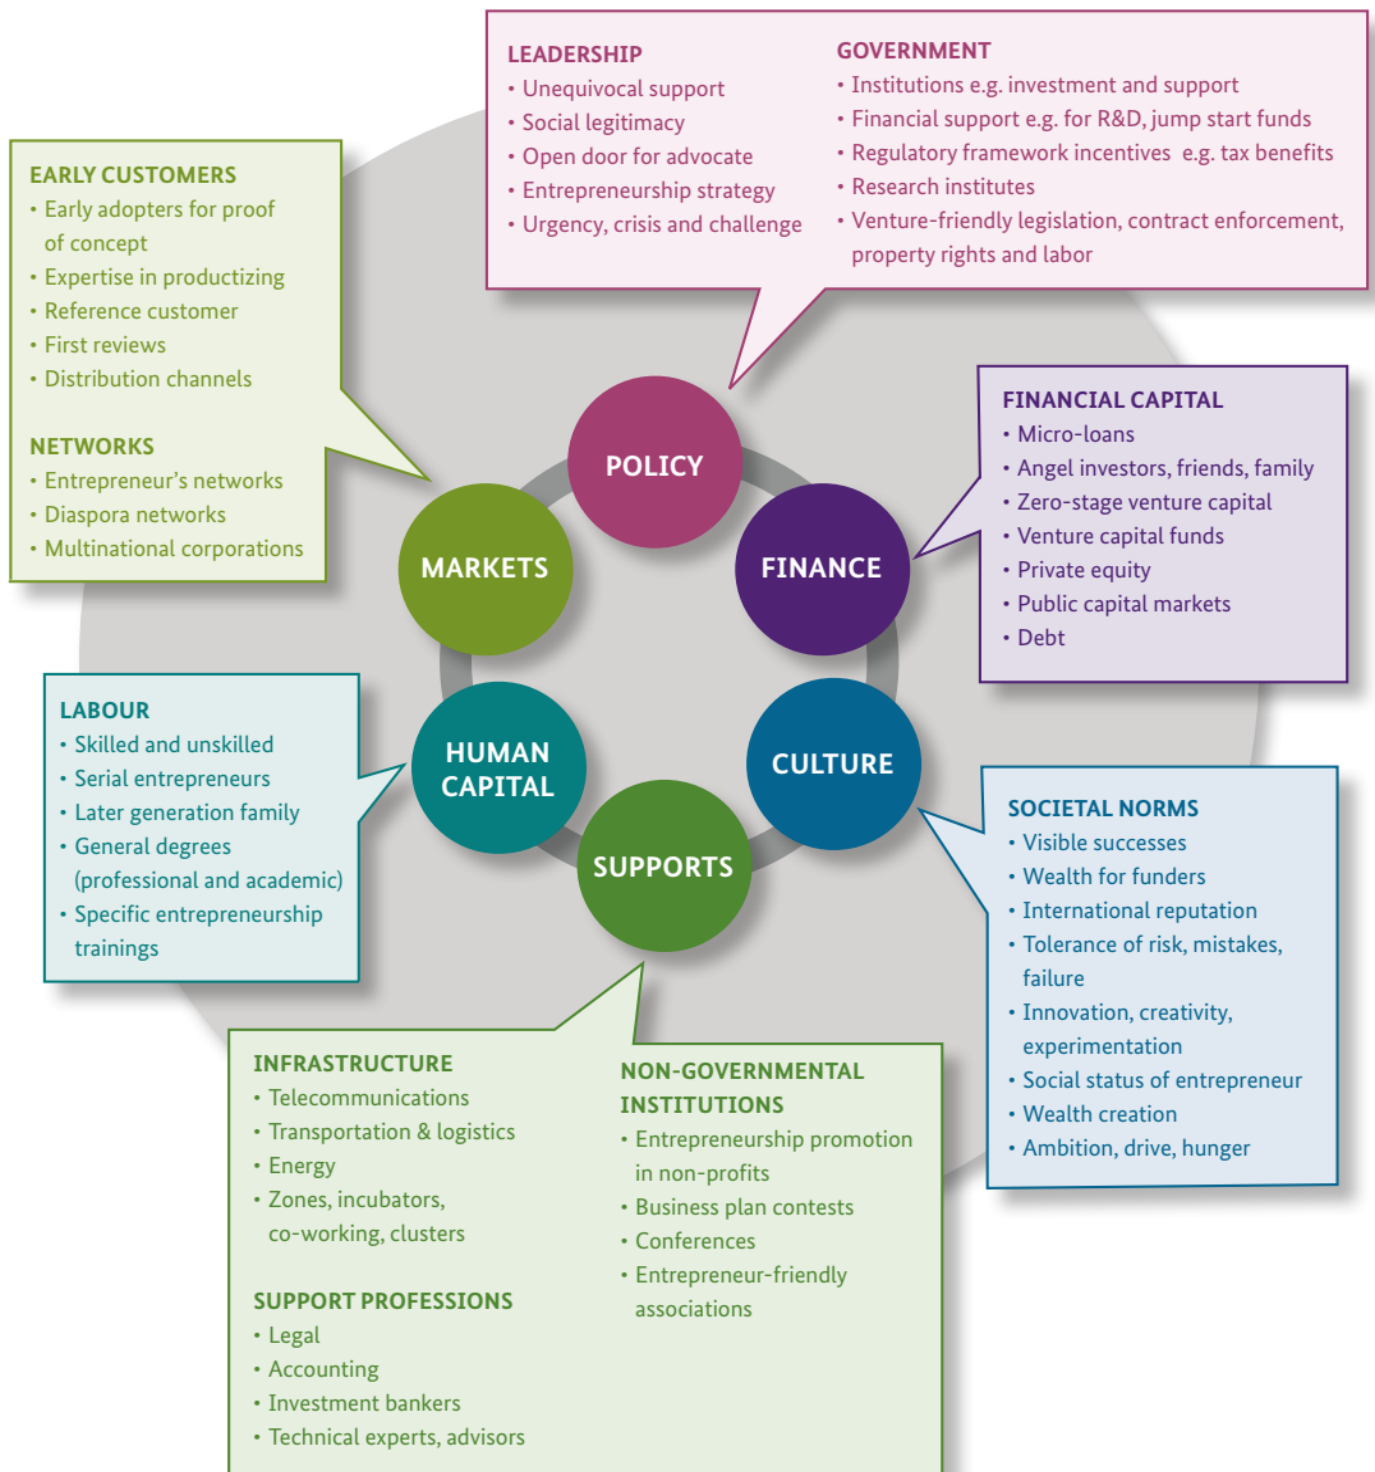 LEADERSHIP
• Unequivocal support
• Social legitimacy
• Open door for advocate
• Entrepreneurship strategy
• Urgency, crisis and challenge
GOVERNMENT
• Institutions e.g. investment and support
• Financial support e.g. for R&D, jump start funds
• Regulatory framework incentives e.g. tax benefits
• Research institutes
• Venture-friendly legislation, contract enforcement,
property rights and labor
EARLY CUSTOMERS
• Early adopters for proof
of concept
• Expertise in productizing
• Reference customer
• First reviews
• Distribution channels
NETWORKS
• Entrepreneur's networks
• Diaspora networks
• Multinational corporations
FINANCIAL CAPITAL
• Micro-loans
• Angel investors, friends, family
• Zero-stage venture capital
• Venture capital funds
• Private equity
• Public capital markets
• Debt
POLICY
MARKETS
FINANCE
HUMAN
CAPITAL
CULTURE
SUPPORTS
LABOUR
• Skilled and unskilled
• Serial entrepreneurs
• Later generation family
• General degrees
(professional and academic)
• Specific entrepreneurship
trainings
SOCIETAL NORMS
• Visible successes
• Wealth for funders
• International reputation
• Tolerance of risk, mistakes,
failure
• Innovation, creativity,
experimentation
• Social status of entrepreneur
• Wealth creation
• Ambition, drive, hunger
INFRASTRUCTURE
• Telecommunications
• Transportation & logistics
• Energy
• Zones, incubators,
co-working, clusters
SUPPORT PROFESSIONS
• Legal
• Accounting
• Investment bankers
• Technical experts, advisors
NON-GOVERNMENTAL
INSTITUTIONS
• Entrepreneurship promotion
in non-profits
• Business plan contests
• Conferences
• Entrepreneur-friendly
associations